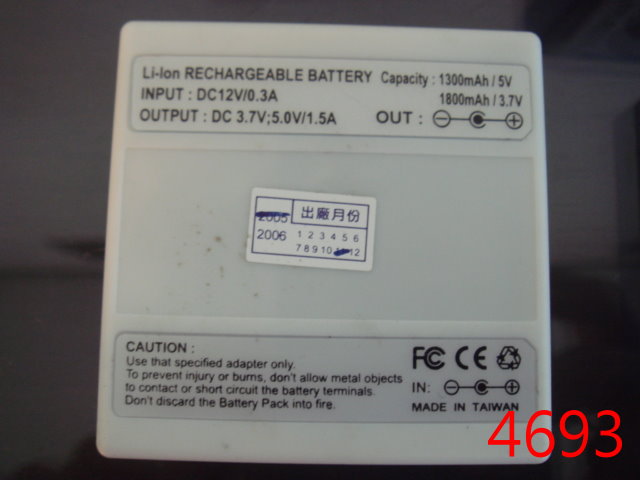 Li-Ion RECHARGEABLE BATTERY Capacity : 1300mAh / 5V
INPUT : DC12V/0.3A 1800mAh / 3.7V
OUTPUT : DC 3.7V;5.0V/1.5A OUT :
2005 出廠月份
2006 1 2 3 4 5 6
7 8 9 10 12
CAUTION :
Use that specified adapter only.
To prevent injury or burns, don't allow metal objects
to contact or short circuit the battery terminals.
Don't discard the Battery Pack into fire.
FC CE
IN:
MADE IN TAIWAN
4693